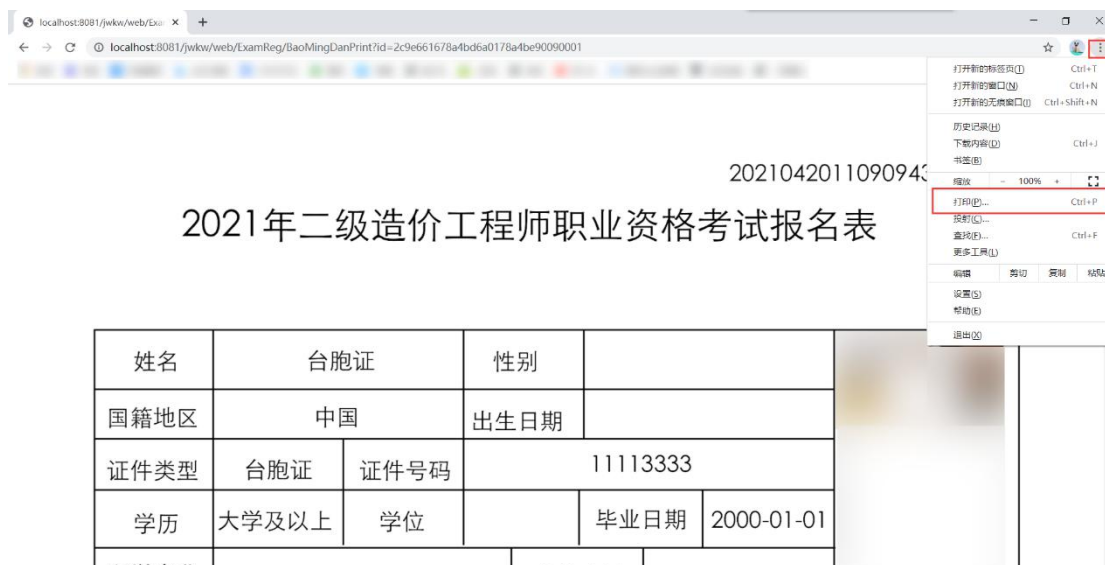 localhost:8081/jwkw/web/Exa
localhost:8081/jwkw/web/ExamReg/BaoMingDanPrint?id=2c9e661678a4bd6a0178a4be90090001
打开新的标签页(T) Ctrl+T
打开新的窗口(N) Ctrl+N
打开新的无痕窗口(I) Ctrl+Shift+N
历史记录(H)
下载内容(D) Ctrl+J
书签(B)
缩放 - 100% +
打印(P)... Ctrl+P
投射(C)...
查找(F)... Ctrl+F
更多工具(L)
编辑 剪切 复制 粘贴
设置(S)
帮助(E)
退出(X)
2021042011090943
2021年二级造价工程师职业资格考试报名表
姓名 台胞证 性别
国籍地区 中国 出生日期
证件类型 台胞证 证件号码 11113333
学历 大学及以上 学位 毕业日期 2000-01-01